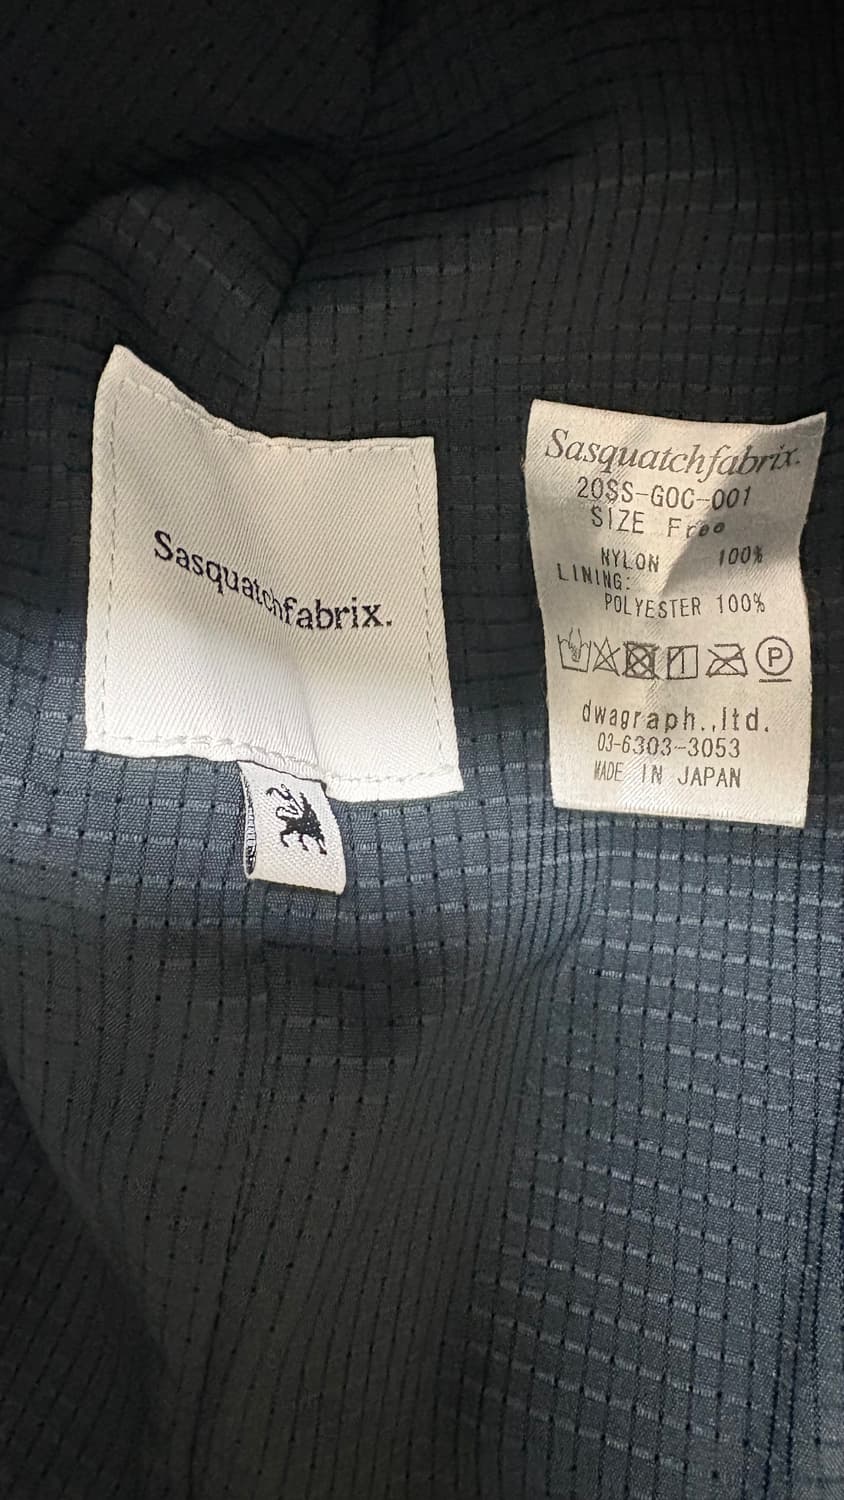 Sasquatchfabrix.
Sasquatchfabrix.
20SS-GOC-001
SIZE Free
NYLON 100%
LINING:
POLYESTER 100%
P
dwagraph.,ltd.
03-6303-3053
MADE IN JAPAN